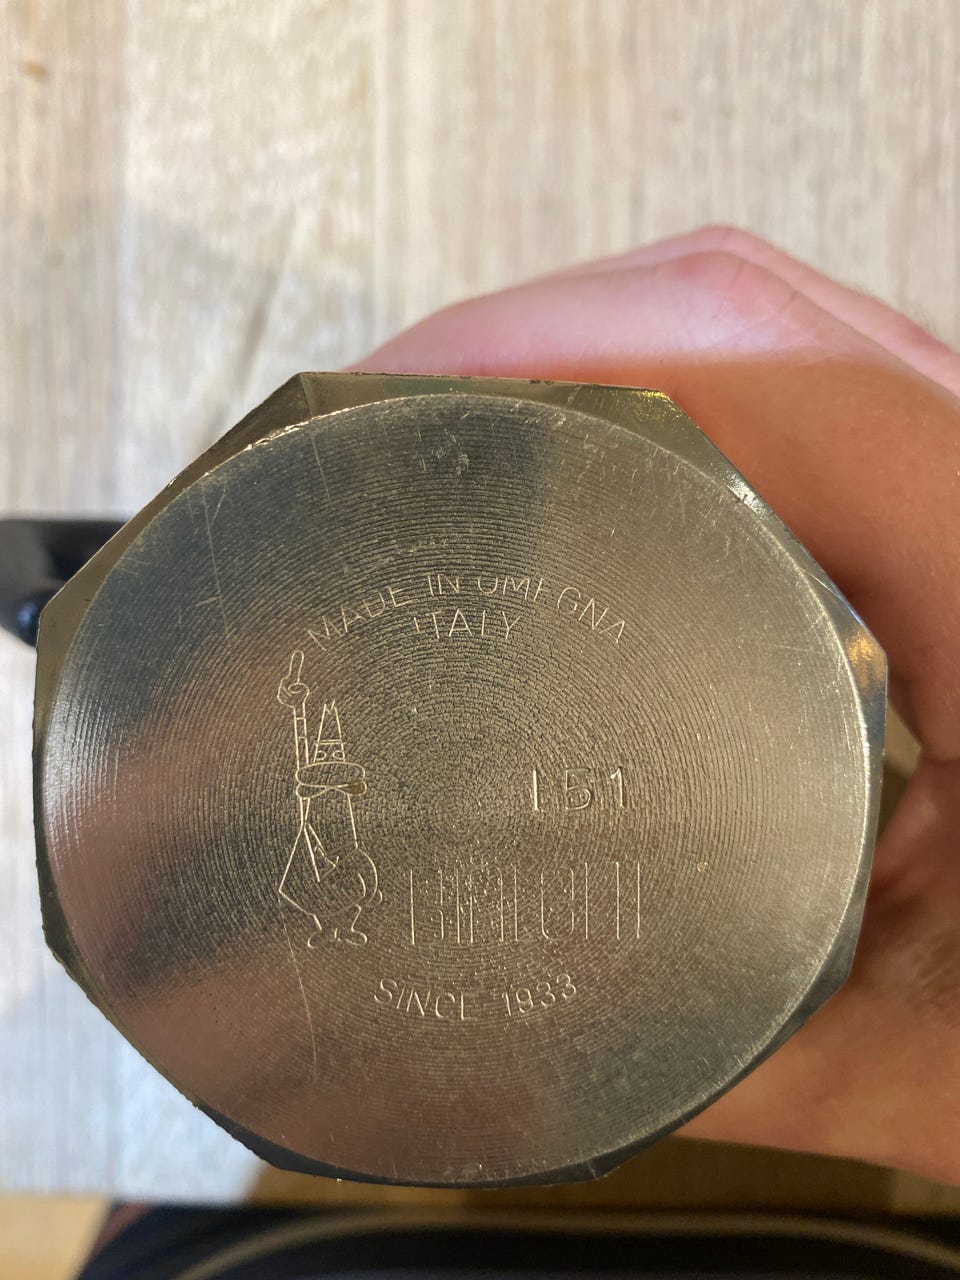 MADE IN OMEGNA
ITALY
151
BIALETTI
SINCE 1933